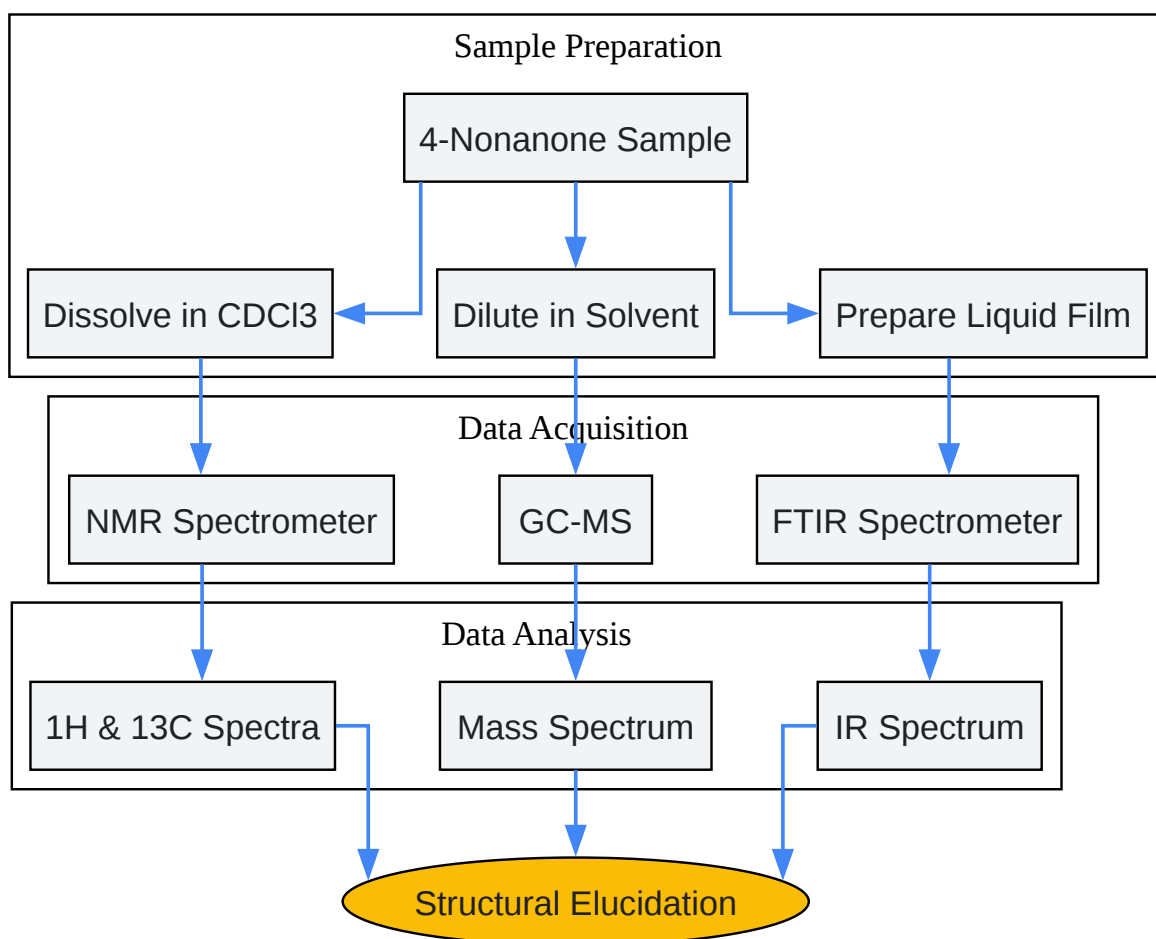 Sample Preparation
4-Nonanone Sample
Dissolve in CDCl3
Dilute in Solvent
Prepare Liquid Film
Data Acquisition
NMR Spectrometer
GC-MS
FTIR Spectrometer
Data Analysis
1H & 13C Spectra
Mass Spectrum
IR Spectrum
Structural Elucidation